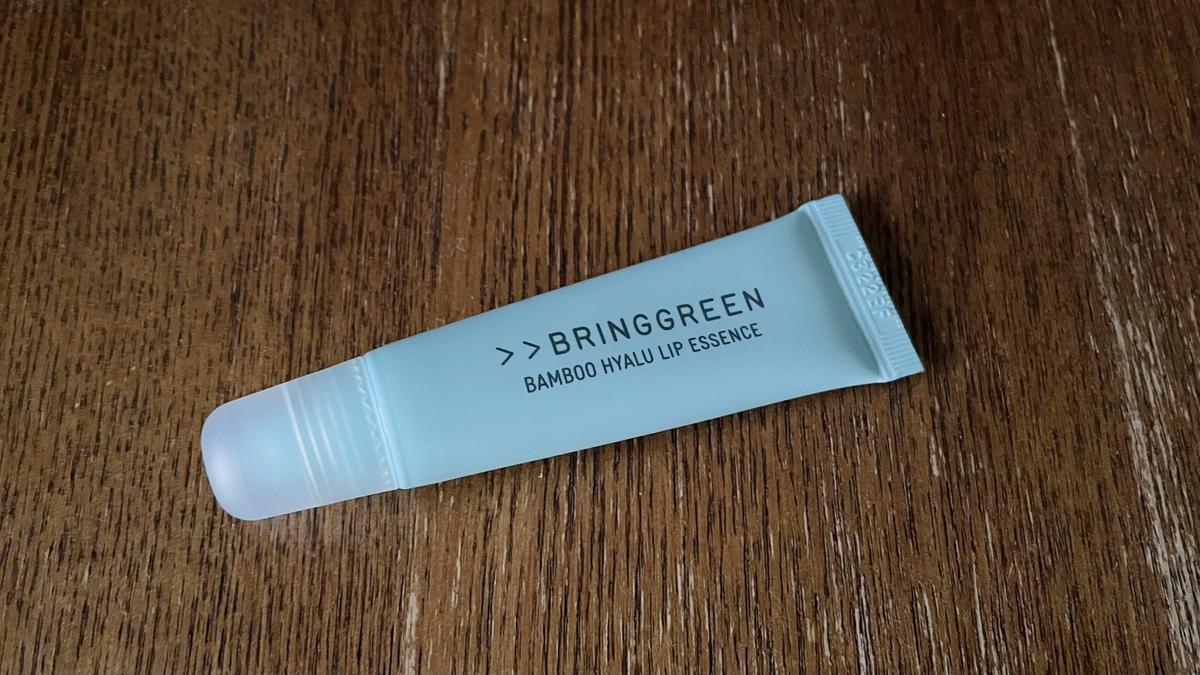 >>BRINGGREEN
BAMBOO HYALU LIP ESSENCE